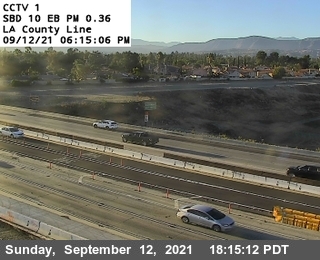 CCTV 1
SBD 10 EB PM 0.36
LA County Line
09/12/21 06:15:06 PM
Sunday, September 12, 2021 18:15:12 PDT